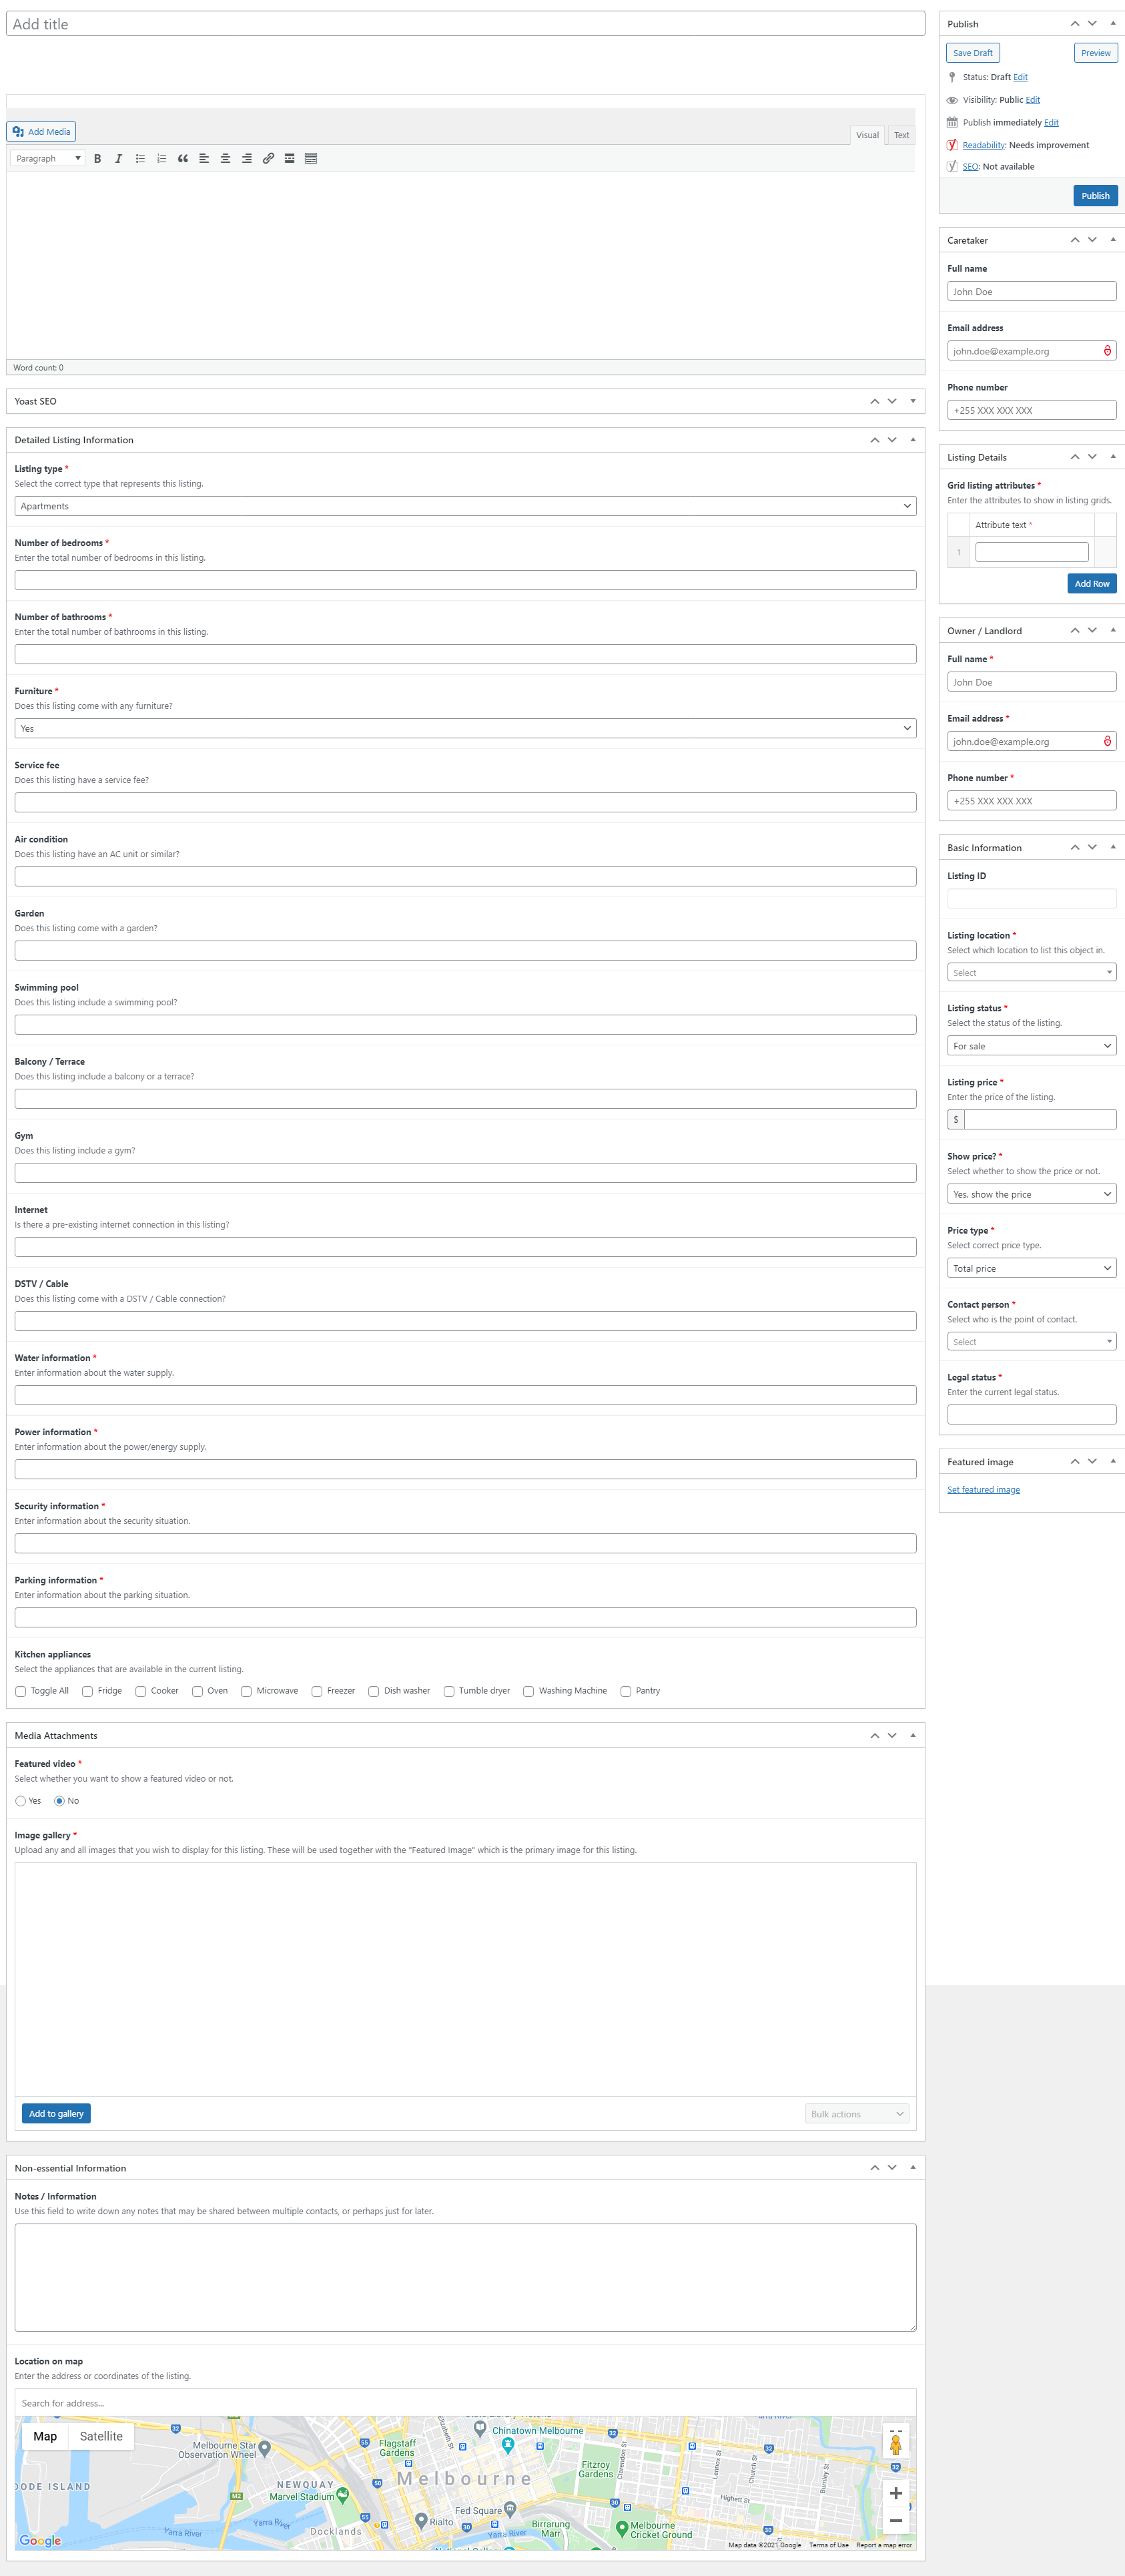 Add title
Add Media
Visual
Text
Paragraph
Word count: 0
Yoast SEO
Detailed Listing Information
Listing type *
Select the correct type that represents this listing.
Apartments
Number of bedrooms *
Enter the total number of bedrooms in this listing.
Number of bathrooms *
Enter the total number of bathrooms in this listing.
Furniture *
Does this listing come with any furniture?
Yes
Service fee
Does this listing have a service fee?
Air condition
Does this listing have an AC unit or similar?
Garden
Does this listing come with a garden?
Swimming pool
Does this listing include a swimming pool?
Balcony / Terrace
Does this listing include a balcony or a terrace?
Gym
Does this listing include a gym?
Internet
Is there a pre-existing internet connection in this listing?
DSTV / Cable
Does this listing come with a DSTV / Cable connection?
Water information *
Enter information about the water supply.
Power information *
Enter information about the power/energy supply.
Security information *
Enter information about the security situation.
Parking information *
Enter information about the parking situation.
Kitchen appliances
Select the appliances that are available in the current listing.
Toggle All Fridge Cooker Oven Microwave Freezer Dish washer Tumble dryer Washing Machine Pantry
Media Attachments
Featured video *
Select whether you want to show a featured video or not.
Yes No
Image gallery *
Upload any and all images that you wish to display for this listing. These will be used together with the "Featured Image" which is the primary image for this listing.
Add to gallery
Bulk actions
Non-essential Information
Notes / Information
Use this field to write down any notes that may be shared between multiple contacts, or perhaps just for later.
Location on map
Enter the address or coordinates of the listing.
Search for address...
Map Satellite
Melbourne Star
Observation Wheel
Flagstaff
Gardens
Chinatown Melbourne
Fitzroy
Gardens
Melbourne
NEWQUAY
Marvel Stadium
Fed Square
Rialto
Docklands
Birrarung
Marr
Melbourne
Cricket Ground
Yarra River
Yarra River
Yarra River
Clarendon St
Lennox St
Church St
Burnley St
Highett St
Google
Map data ©2021 Google
Terms of Use
Report a map error
Publish
Save Draft
Preview
Status: Draft Edit
Visibility: Public Edit
Publish immediately Edit
Readability: Needs improvement
SEO: Not available
Publish
Caretaker
Full name
John Doe
Email address
john.doe@example.org
Phone number
+255 XXX XXX XXX
Listing Details
Grid listing attributes *
Enter the attributes to show in listing grids.
Attribute text *
1
Add Row
Owner / Landlord
Full name *
John Doe
Email address *
john.doe@example.org
Phone number *
+255 XXX XXX XXX
Basic Information
Listing ID
Listing location *
Select which location to list this object in.
Select
Listing status *
Select the status of the listing.
For sale
Listing price *
Enter the price of the listing.
$
Show price? *
Select whether to show the price or not.
Yes, show the price
Price type *
Select correct price type.
Total price
Contact person *
Select who is the point of contact.
Select
Legal status *
Enter the current legal status.
Featured image
Set featured image